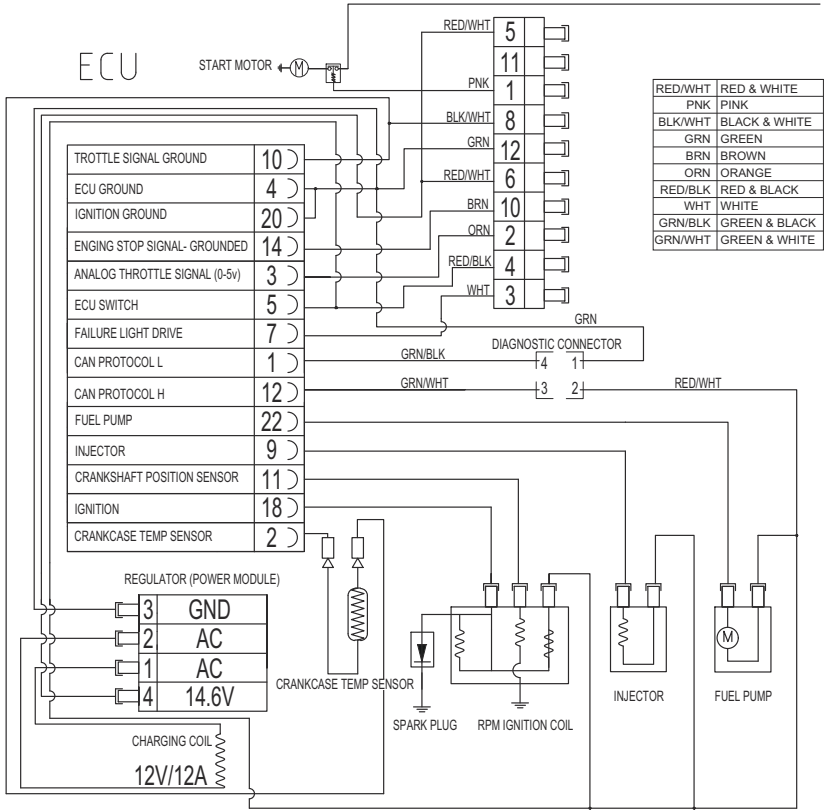 ECU
START MOTOR
M
RED/WHT 5
11
PNK 1
BLK/WHT 8
GRN 12
RED/WHT 6
BRN 10
ORN 2
RED/BLK 4
WHT 3
RED/WHT RED & WHITE
PNK PINK
BLK/WHT BLACK & WHITE
GRN GREEN
BRN BROWN
ORN ORANGE
RED/BLK RED & BLACK
WHT WHITE
GRN/BLK GREEN & BLACK
GRN/WHT GREEN & WHITE
TROTTLE SIGNAL GROUND 10
ECU GROUND 4
IGNITION GROUND 20
ENGING STOP SIGNAL- GROUNDED 14
ANALOG THROTTLE SIGNAL (0-5v) 3
ECU SWITCH 5
FAILURE LIGHT DRIVE 7
CAN PROTOCOL L 1
CAN PROTOCOL H 12
FUEL PUMP 22
INJECTOR 9
CRANKSHAFT POSITION SENSOR 11
IGNITION 18
CRANKCASE TEMP SENSOR 2
GRN
DIAGNOSTIC CONNECTOR
GRN/BLK 4 1
GRN/WHT 3 2 RED/WHT
REGULATOR (POWER MODULE)
3 GND
2 AC
1 AC
4 14.6V
CRANKCASE TEMP SENSOR
CHARGING COIL
12V/12A
SPARK PLUG
RPM IGNITION COIL
INJECTOR
M
FUEL PUMP